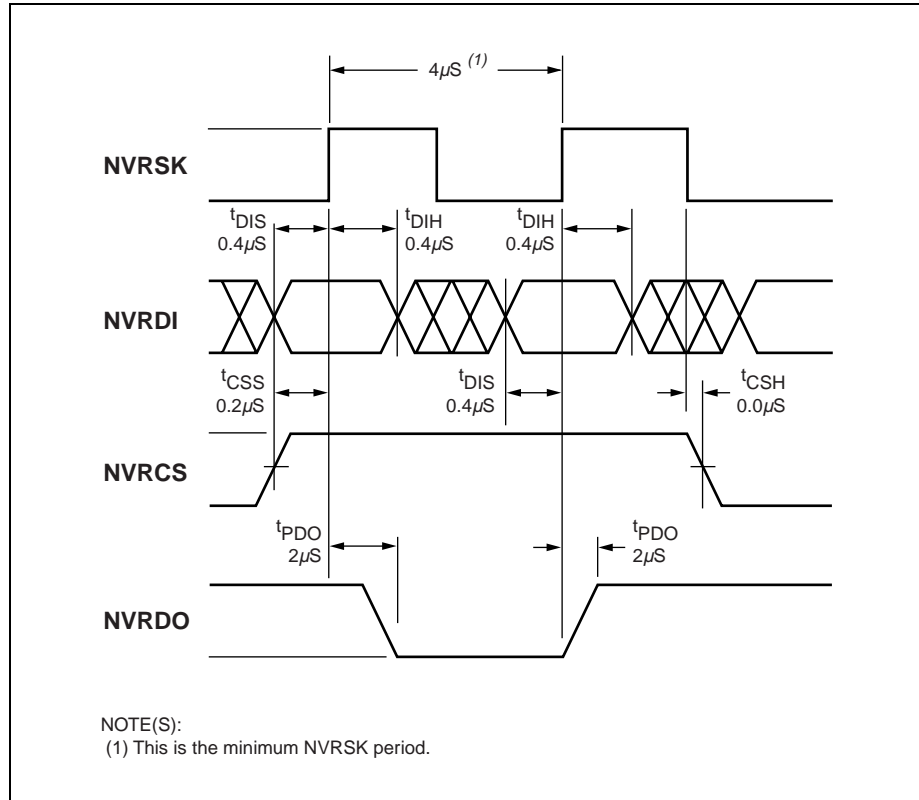 4µS (1)
NVRSK
tDIS
0.4µS
tDIH
0.4µS
tDIH
0.4µS
NVRDI
tCSS
0.2µS
tDIS
0.4µS
tCSH
0.0µS
NVRCS
tPDO
2µS
tPDO
2µS
NVRDO
NOTE(S):
(1) This is the minimum NVRSK period.